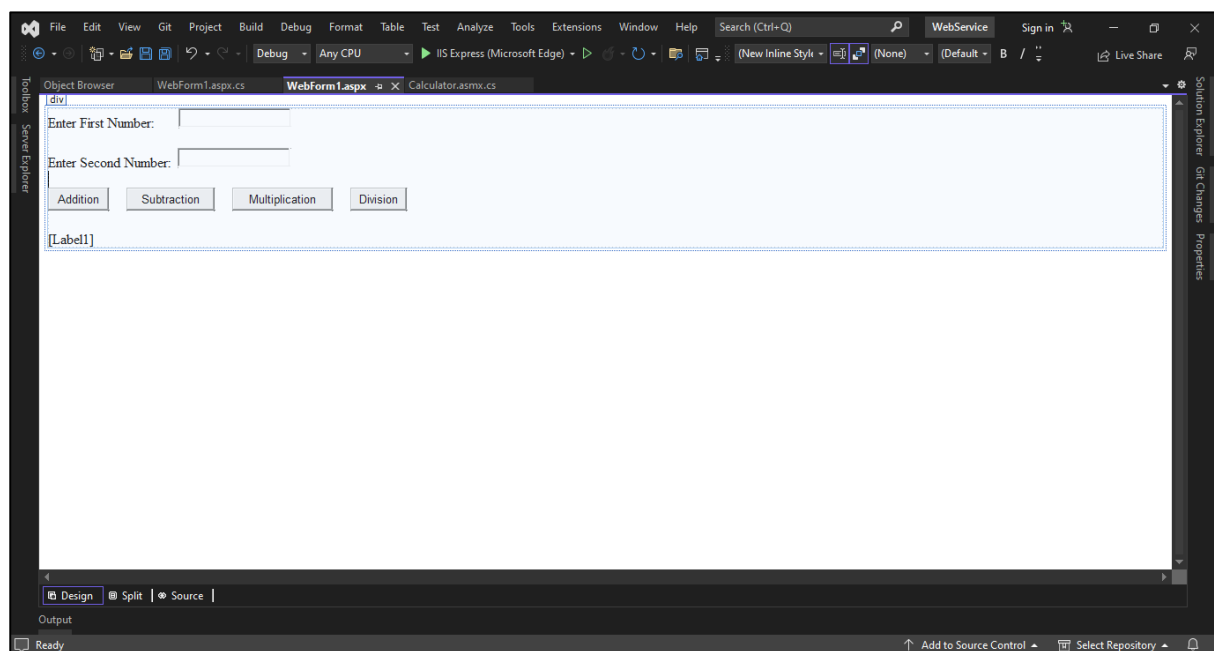 File Edit View Git Project Build Debug Format Table Test Analyze Tools Extensions Window Help Search (Ctrl+Q) WebService Sign in
Debug Any CPU IIS Express (Microsoft Edge) (New Inline Style (None) (Default B I Live Share
Toolbox
Server Explorer
Object Browser WebForm1.aspx.cs WebForm1.aspx Calculator.asmx.cs
div
Enter First Number:
Enter Second Number:
Addition Subtraction Multiplication Division
[Label1]
Solution Explorer
Git Changes
Properties
Design Split Source
Output
Ready Add to Source Control Select Repository